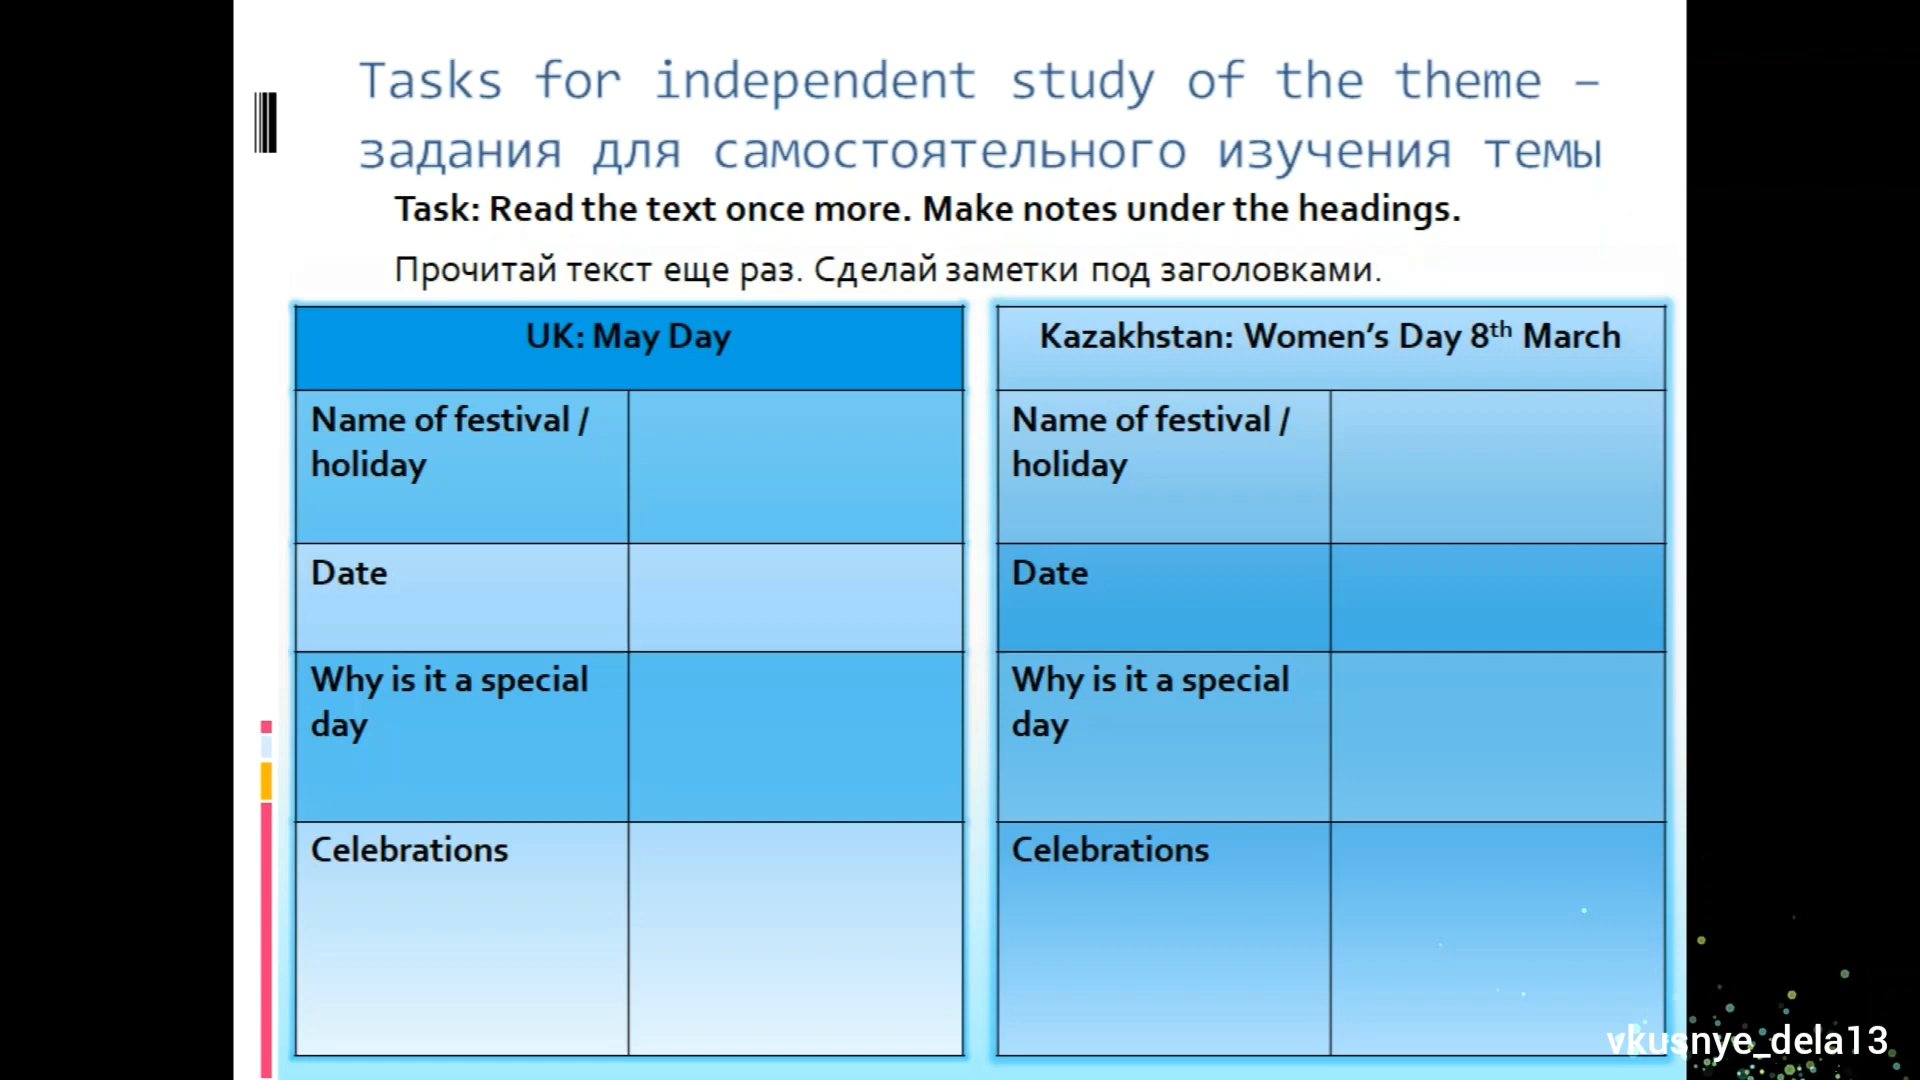 Tasks for independent study of the theme –
задания для самостоятельного изучения темы
Task: Read the text once more. Make notes under the headings.
Прочитай текст еще раз. Сделай заметки под заголовками.
UK: May Day
Name of festival /
holiday
Date
Why is it a special
day
Celebrations
Kazakhstan: Women’s Day 8th March
Name of festival /
holiday
Date
Why is it a special
day
Celebrations
vkusnye_dela13